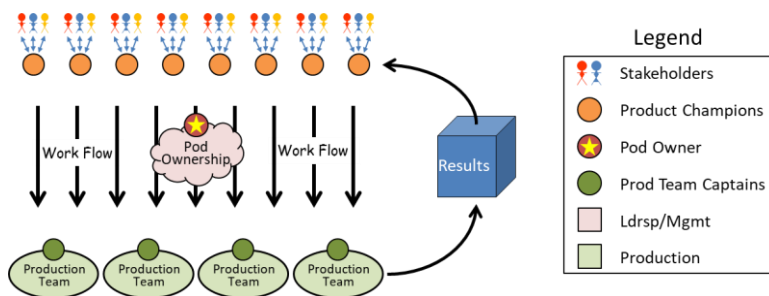 Legend
Stakeholders
Product Champions
Pod Owner
Prod Team Captains
Ldrsp/Mgmt
Production
Work Flow
Pod
Ownership
Work Flow
Results
Production
Team
Production
Team
Production
Team
Production
Team